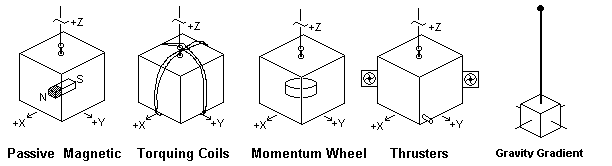 +Z +Z +Z +Z
N S
+X +Y +X +Y +X +Y +X +Y
Passive Magnetic Torquing Coils Momentum Wheel Thrusters Gravity Gradient